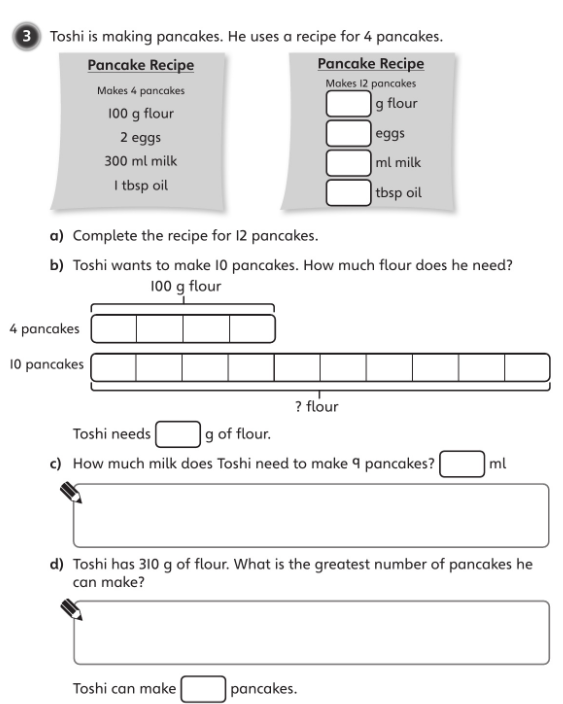 3 Toshi is making pancakes. He uses a recipe for 4 pancakes.
Pancake Recipe
Makes 4 pancakes
100 g flour
2 eggs
300 ml milk
1 tbsp oil
Pancake Recipe
Makes 12 pancakes
g flour
eggs
ml milk
tbsp oil
a) Complete the recipe for 12 pancakes.
b) Toshi wants to make 10 pancakes. How much flour does he need?
100 g flour
4 pancakes
10 pancakes
? flour
Toshi needs g of flour.
c) How much milk does Toshi need to make 9 pancakes? ml
d) Toshi has 310 g of flour. What is the greatest number of pancakes he
can make?
Toshi can make pancakes.